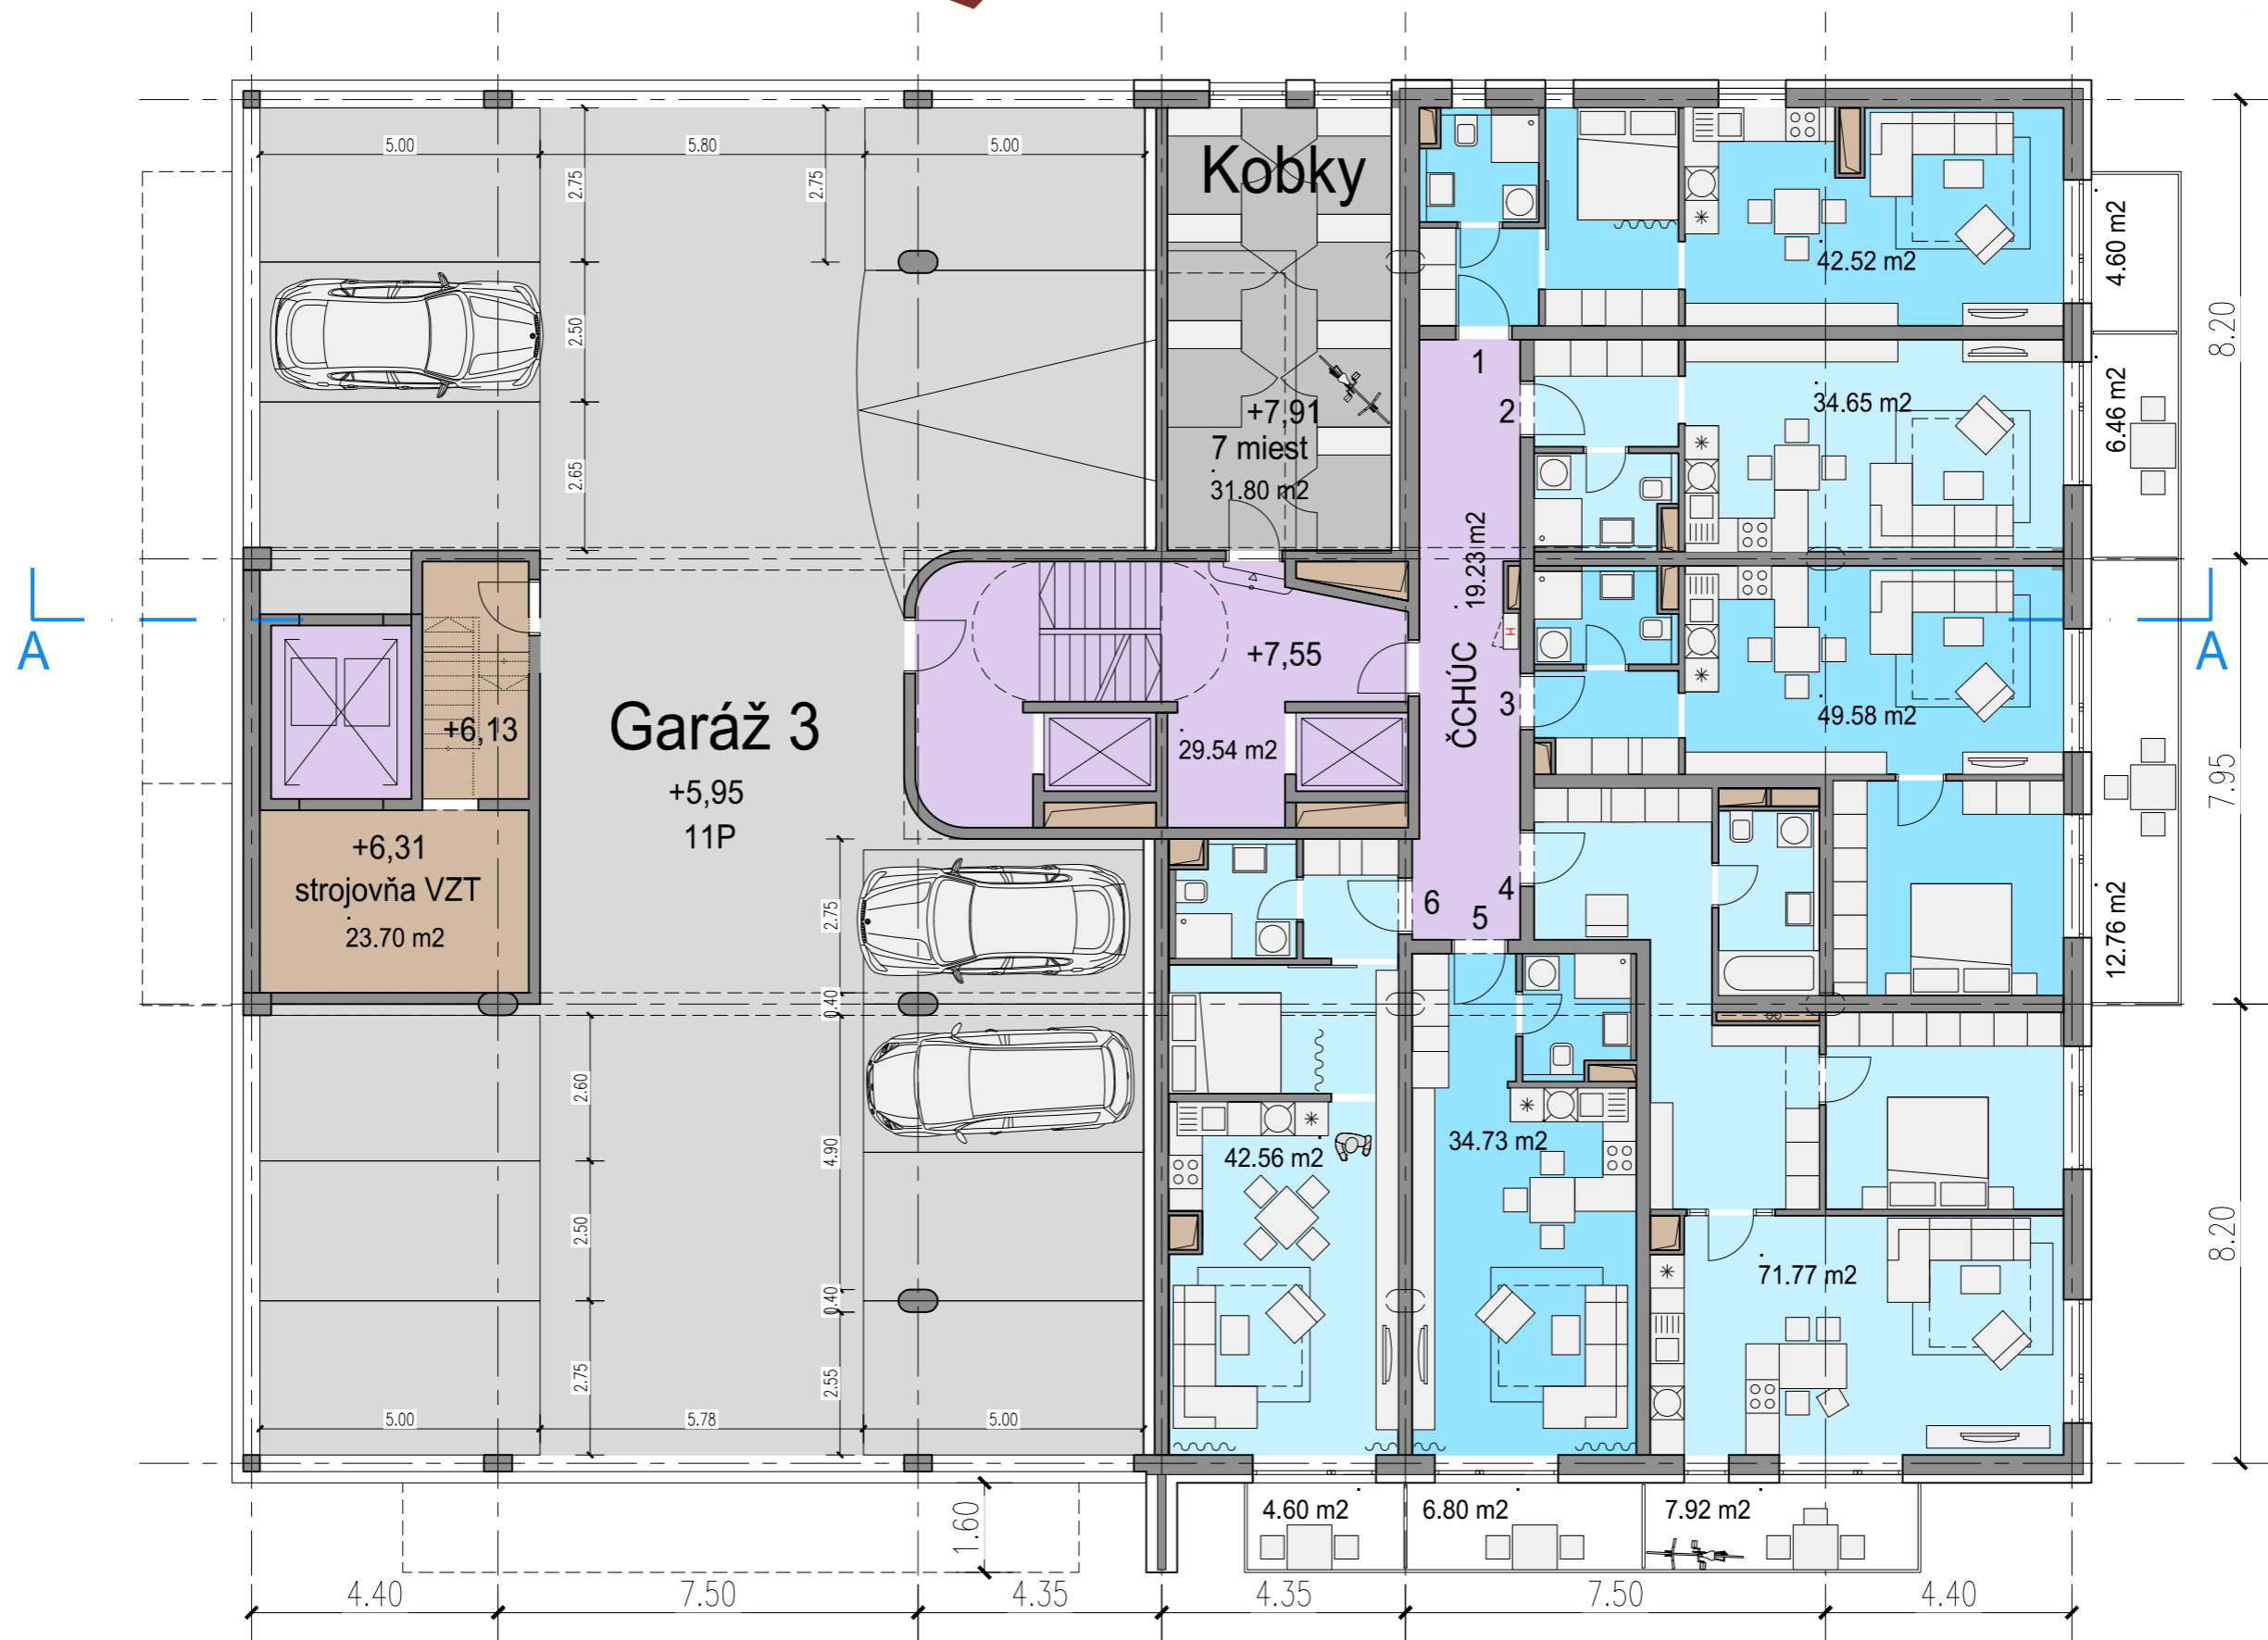 5.00
5.80
5.00
2.75
2.75
Kobky
42.52 m2
4.60 m2
8.20
2.50
1
2
34.65 m2
6.46 m2
+7,91
7 miest
31.80 m2
2.65
19.23 m2
ČCHÚC
H
A
A
+7,55
3
49.58 m2
Garáž 3
+5,95
11P
+6,13
29.54 m2
7.95
+6,31
strojovňa VZT
23.70 m2
2.75
6
4
5
12.76 m2
0.40
2.60
4.90
42.56 m2
34.73 m2
2.50
8.20
71.77 m2
0.40
2.75
2.55
5.00
5.78
5.00
1.60
4.60 m2
6.80 m2
7.92 m2
4.40
7.50
4.35
4.35
7.50
4.40